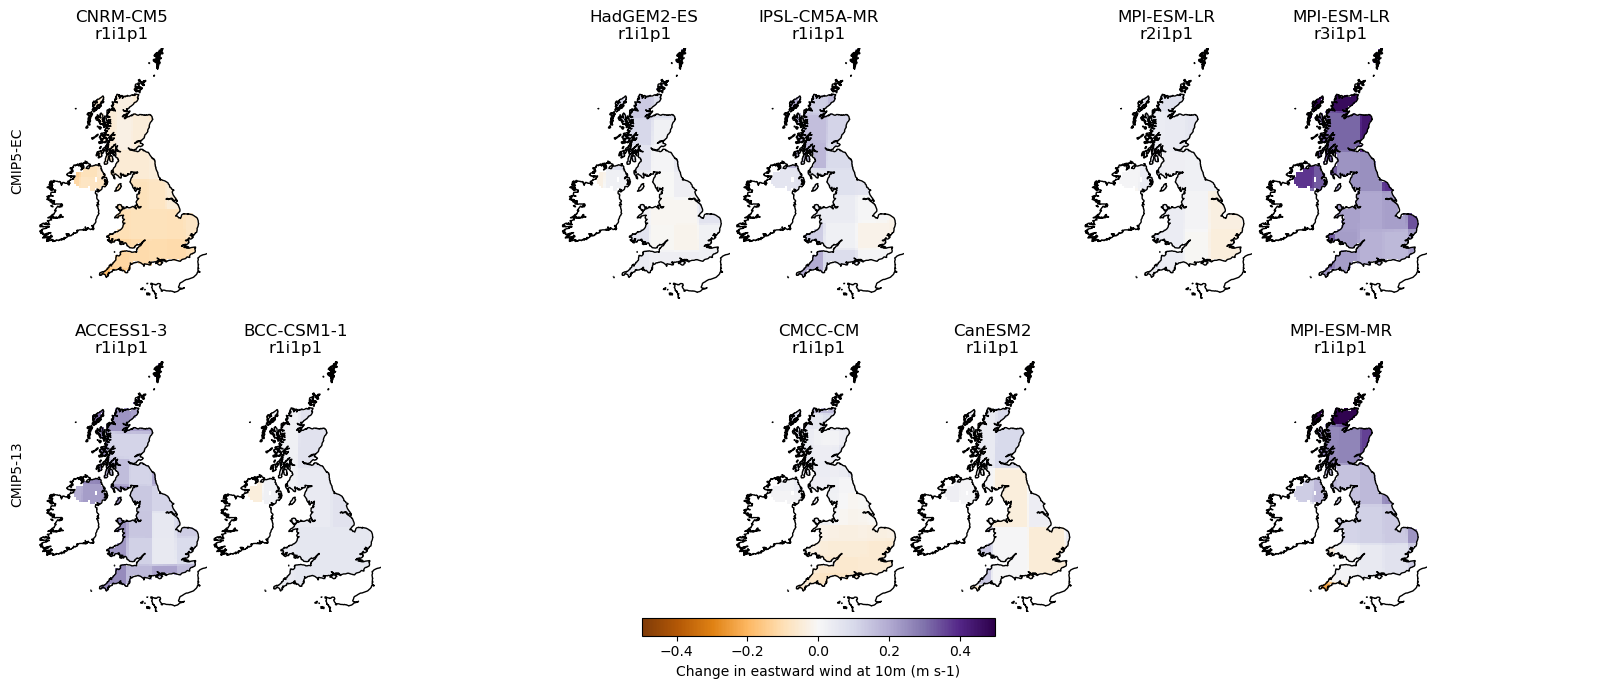 CNRM-CM5
r1i1p1
HadGEM2-ES
r1i1p1
IPSL-CM5A-MR
r1i1p1
MPI-ESM-LR
r2i1p1
MPI-ESM-LR
r3i1p1
CMIP5-EC
ACCESS1-3
r1i1p1
BCC-CSM1-1
r1i1p1
CMCC-CM
r1i1p1
CanESM2
r1i1p1
MPI-ESM-MR
r1i1p1
CMIP5-13
−0.4 −0.2 0.0 0.2 0.4
Change in eastward wind at 10m (m s-1)